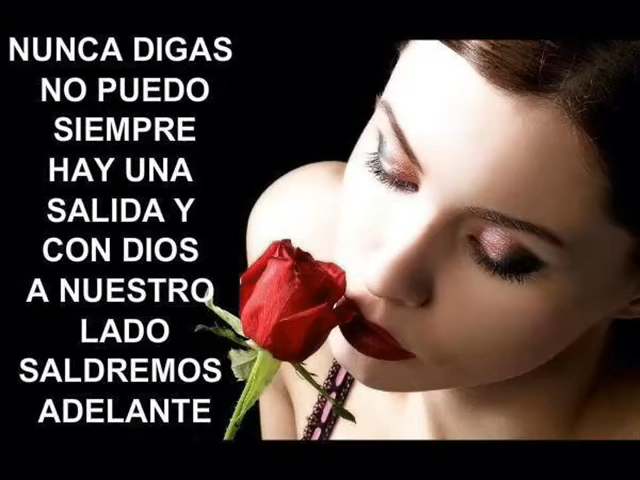 NUNCA DIGAS
NO PUEDO
SIEMPRE
HAY UNA
SALIDA Y
CON DIOS
A NUESTRO
LADO
SALDREMOS
ADELANTE